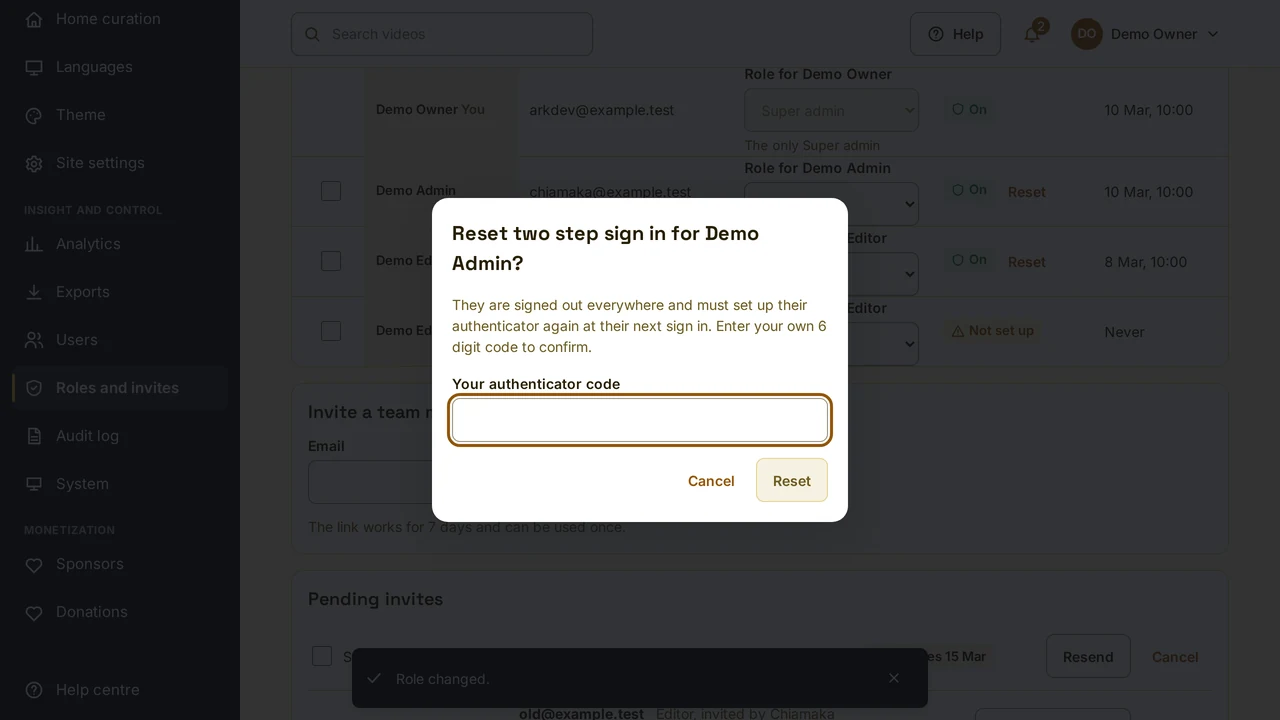 Home curation
Languages
Theme
Site settings
INSIGHT AND CONTROL
Analytics
Exports
Users
Roles and invites
Audit log
System
MONETIZATION
Sponsors
Donations
Help centre
Search videos
Help
2
DO
Demo Owner
Role for Demo Owner
Demo Owner You
arkdev@example.test
Super admin
On
10 Mar, 10:00
The only Super admin
Role for Demo Admin
Demo Admin
chiamaka@example.test
On
Reset
10 Mar, 10:00
Editor
Demo Ed
On
Reset
8 Mar, 10:00
Editor
Demo Ed
Not set up
Never
Reset two step sign in for Demo
Admin?
They are signed out everywhere and must set up their
authenticator again at their next sign in. Enter your own 6
digit code to confirm.
Your authenticator code
Cancel
Reset
Invite a team
Email
The link works for 7 days and can be used once.
Pending invites
es 15 Mar
Resend
Cancel
Role changed.
old@example.test Editor, invited by Chiamaka